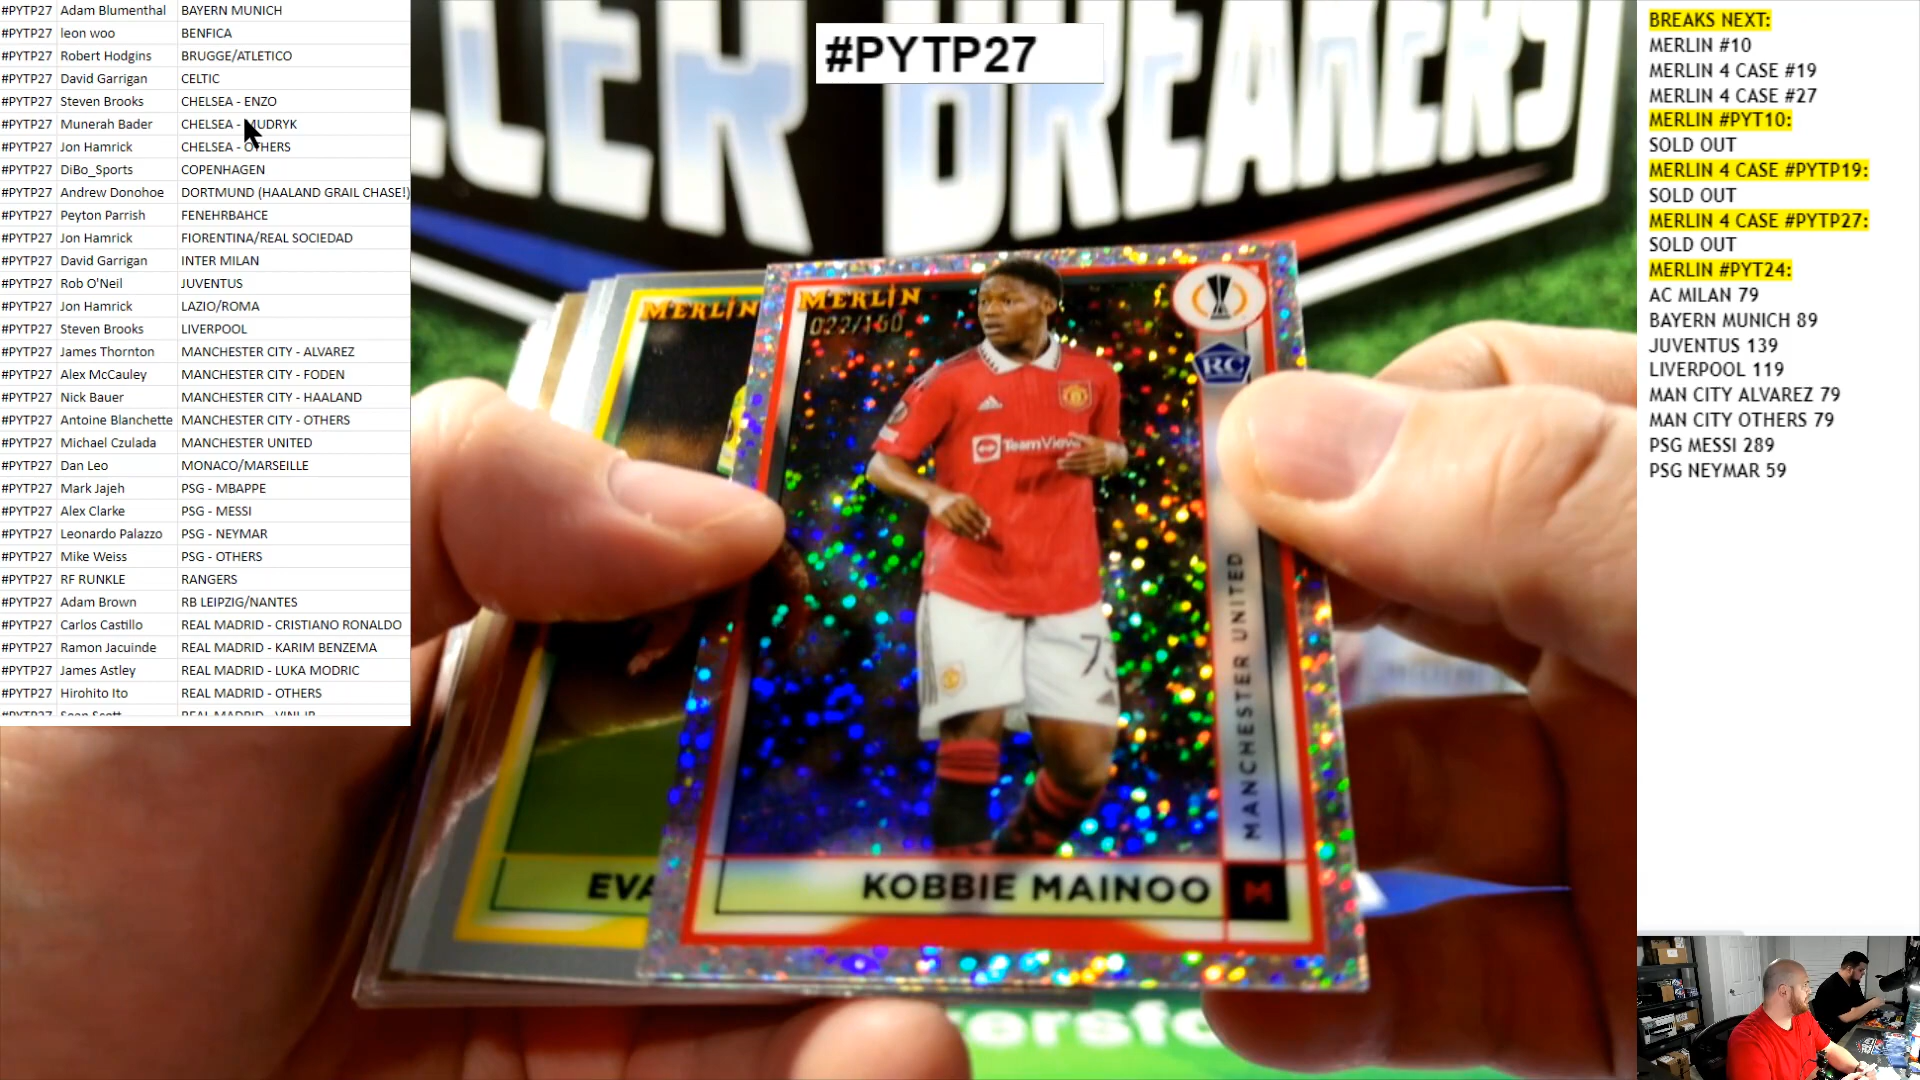 #PYTP27 Adam Blumenthal BAYERN MUNICH
#PYTP27 leon woo BENFICA
#PYTP27 Robert Hodgins BRUGGE/ATLETICO
#PYTP27 David Garrigan CELTIC
#PYTP27 Steven Brooks CHELSEA - ENZO
#PYTP27 Munerah Bader CHELSEA - MUDRYK
#PYTP27 Jon Hamrick CHELSEA - OTHERS
#PYTP27 DiBo_Sports COPENHAGEN
#PYTP27 Andrew Donohoe DORTMUND (HAALAND GRAIL CHASE!)
#PYTP27 Peyton Parrish FENEHRBAHCE
#PYTP27 Jon Hamrick FIORENTINA/REAL SOCIEDAD
#PYTP27 David Garrigan INTER MILAN
#PYTP27 Rob O'Neil JUVENTUS
#PYTP27 Jon Hamrick LAZIO/ROMA
#PYTP27 Steven Brooks LIVERPOOL
#PYTP27 James Thornton MANCHESTER CITY - ALVAREZ
#PYTP27 Alex McCauley MANCHESTER CITY - FODEN
#PYTP27 Nick Bauer MANCHESTER CITY - HAALAND
#PYTP27 Antoine Blanchette MANCHESTER CITY - OTHERS
#PYTP27 Michael Czulada MANCHESTER UNITED
#PYTP27 Dan Leo MONACO/MARSEILLE
#PYTP27 Mark Jajeh PSG - MBAPPE
#PYTP27 Alex Clarke PSG - MESSI
#PYTP27 Leonardo Palazzo PSG - NEYMAR
#PYTP27 Mike Weiss PSG - OTHERS
#PYTP27 RF RUNKLE RANGERS
#PYTP27 Adam Brown RB LEIPZIG/NANTES
#PYTP27 Carlos Castillo REAL MADRID - CRISTIANO RONALDO
#PYTP27 Ramon Jacuinde REAL MADRID - KARIM BENZEMA
#PYTP27 James Astley REAL MADRID - LUKA MODRIC
#PYTP27 Hirohito Ito REAL MADRID - OTHERS
#PYTP27
LER BREAKERS
MERLIN
EVA
MERLIN
RC
TeamView
73
MANCHESTER UNITED
KOBBIE MAINOO
M
BREAKS NEXT:
MERLIN #10
MERLIN 4 CASE #19
MERLIN 4 CASE #27
MERLIN #PYT10:
SOLD OUT
MERLIN 4 CASE #PYTP19:
SOLD OUT
MERLIN 4 CASE #PYTP27:
SOLD OUT
MERLIN #PYT24:
AC MILAN 79
BAYERN MUNICH 89
JUVENTUS 139
LIVERPOOL 119
MAN CITY ALVAREZ 79
MAN CITY OTHERS 79
PSG MESSI 289
PSG NEYMAR 59